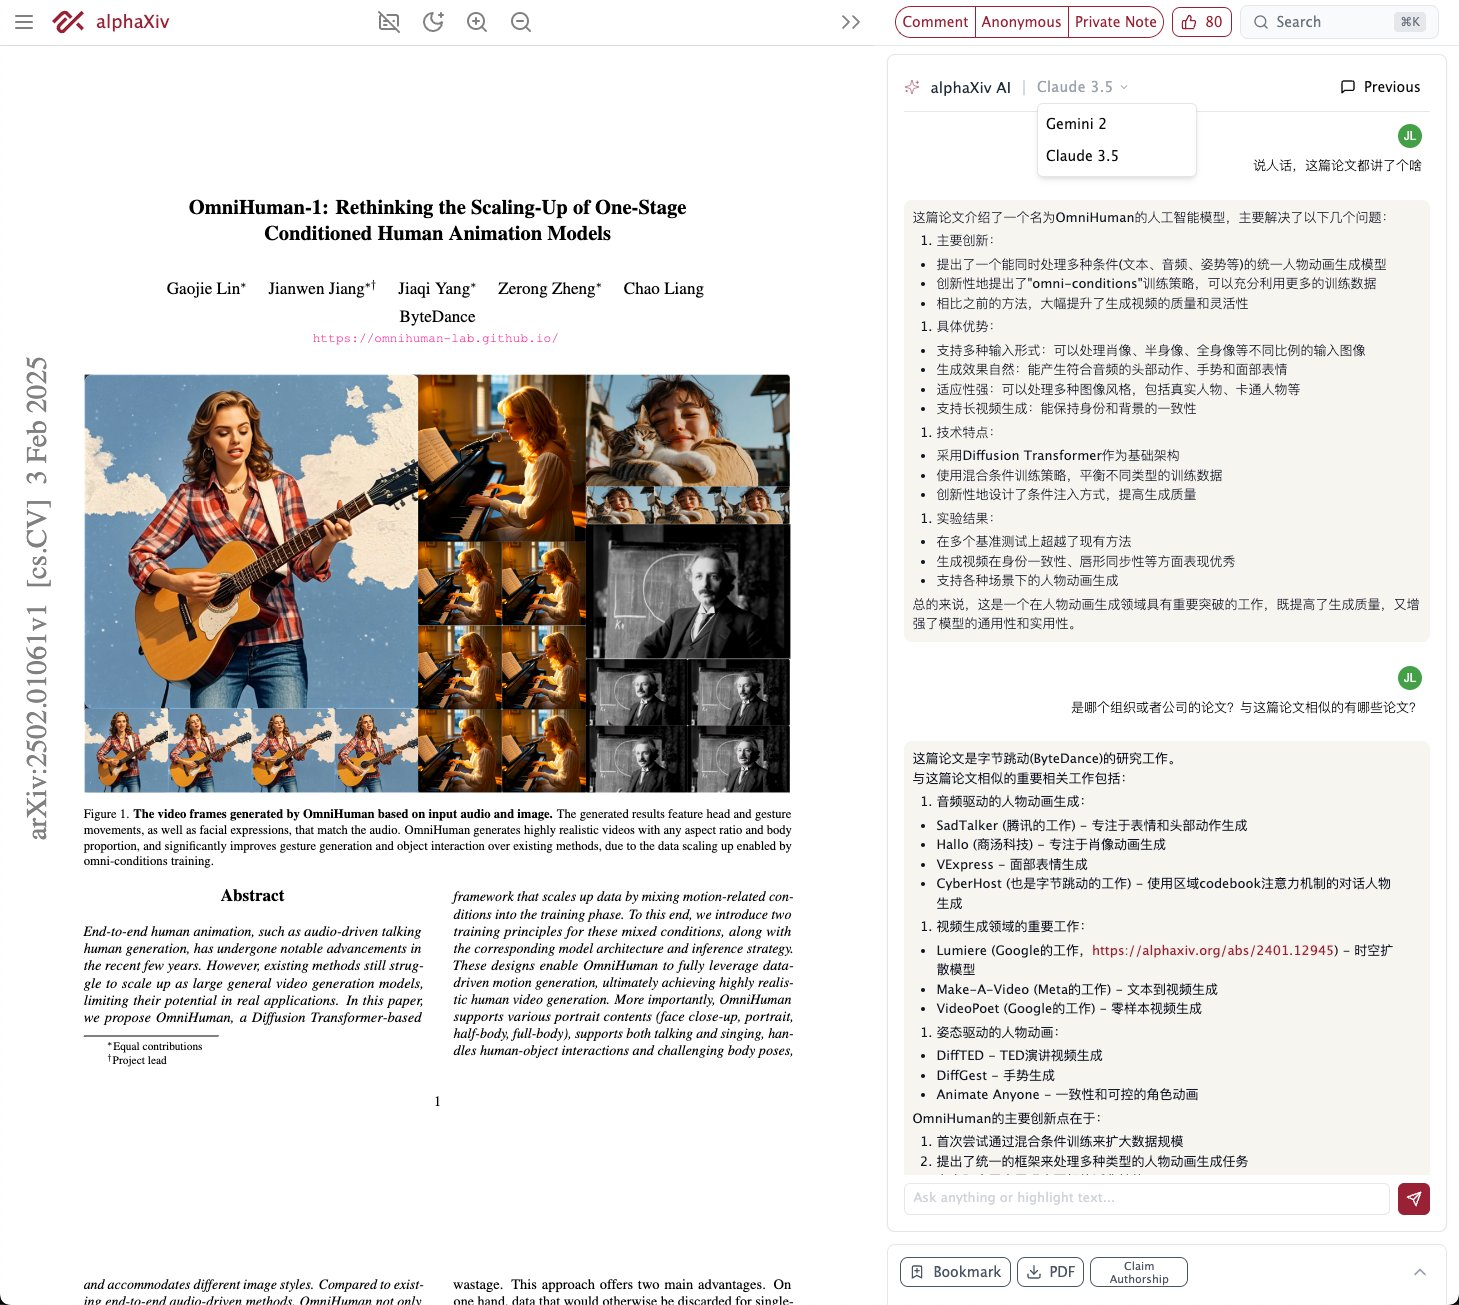 alphaXiv
Comment Anonymous Private Note 80 Search ⌘K
OmniHuman-1: Rethinking the Scaling-Up of One-Stage
Conditioned Human Animation Models
Gaojie Lin* Jianwen Jiang*† Jiaqi Yang* Zerong Zheng* Chao Liang
ByteDance
https://omnihuman-lab.github.io/
arXiv:2502.01061v1 [cs.CV] 3 Feb 2025
Figure 1. The video frames generated by OmniHuman based on input audio and image. The generated results feature head and gesture
movements, as well as facial expressions, that match the audio. OmniHuman generates highly realistic videos with any aspect ratio and body
proportion, and significantly improves gesture generation and object interaction over existing methods, due to the data scaling up enabled by
omni-conditions training.
Abstract
End-to-end human animation, such as audio-driven talking
human generation, has undergone notable advancements in
the recent few years. However, existing methods still strug-
gle to scale up as large general video generation models,
limiting their potential in real applications. In this paper,
we propose OmniHuman, a Diffusion Transformer-based
*Equal contributions
†Project lead
framework that scales up data by mixing motion-related con-
ditions into the training phase. To this end, we introduce two
training principles for these mixed conditions, along with
the corresponding model architecture and inference strategy.
These designs enable OmniHuman to fully leverage data-
driven motion generation, ultimately achieving highly realis-
tic human video generation. More importantly, OmniHuman
supports various portrait contents (face close-up, portrait,
half-body, full-body), supports both talking and singing, han-
dles human-object interactions and challenging body poses,
1
and accommodates different image styles. Compared to exist-
ing end-to-end audio-driven methods, OmniHuman not only
wastage. This approach offers two main advantages. On
one hand, data that would otherwise be discarded for single-
alphaXiv AI | Claude 3.5 Previous
Gemini 2
Claude 3.5
JL
说人话，这篇论文都讲了个啥
这篇论文介绍了一个名为OmniHuman的人工智能模型，主要解决了以下几个问题：
1. 主要创新：
• 提出了一个能同时处理多种条件(文本、音频、姿势等)的统一人物动画生成模型
• 创新性地提出了"omni-conditions"训练策略，可以充分利用更多的训练数据
• 相比之前的方法，大幅提升了生成视频的质量和灵活性
1. 具体优势：
• 支持多种输入形式：可以处理肖像、半身像、全身像等不同比例的输入图像
• 生成效果自然：能产生符合音频的头部动作、手势和面部表情
• 适应性强：可以处理多种图像风格，包括真实人物、卡通人物等
• 支持长视频生成：能保持身份和背景的一致性
1. 技术特点：
• 采用Diffusion Transformer作为基础架构
• 使用混合条件训练策略，平衡不同类型的训练数据
• 创新性地设计了条件注入方式，提高生成质量
1. 实验结果：
• 在多个基准测试上超越了现有方法
• 生成视频在身份一致性、唇形同步性等方面表现优秀
• 支持各种场景下的人物动画生成
总的来说，这是一个在人物动画生成领域具有重要突破的工作，既提高了生成质量，又增
强了模型的通用性和实用性。
JL
是哪个组织或者公司的论文？与这篇论文相似的有哪些论文？
这篇论文是字节跳动(ByteDance)的研究工作。
与这篇论文相似的重要相关工作包括：
1. 音频驱动的人物动画生成：
• SadTalker (腾讯的工作) - 专注于表情和头部动作生成
• Hallo (商汤科技) - 专注于肖像动画生成
• VExpress - 面部表情生成
• CyberHost (也是字节跳动的工作) - 使用区域codebook注意力机制的对话人物
生成
1. 视频生成领域的重要工作：
• Lumiere (Google的工作，https://alphaxiv.org/abs/2401.12945) - 时空扩
散模型
• Make-A-Video (Meta的工作) - 文本到视频生成
• VideoPoet (Google的工作) - 零样本视频生成
1. 姿态驱动的人物动画：
• DiffTED - TED演讲视频生成
• DiffGest - 手势生成
• Animate Anyone - 一致性和可控的角色动画
OmniHuman的主要创新点在于：
1. 首次尝试通过混合条件训练来扩大数据规模
2. 提出了统一的框架来处理多种类型的人物动画生成任务
Ask anything or highlight text...
Bookmark PDF Claim
Authorship